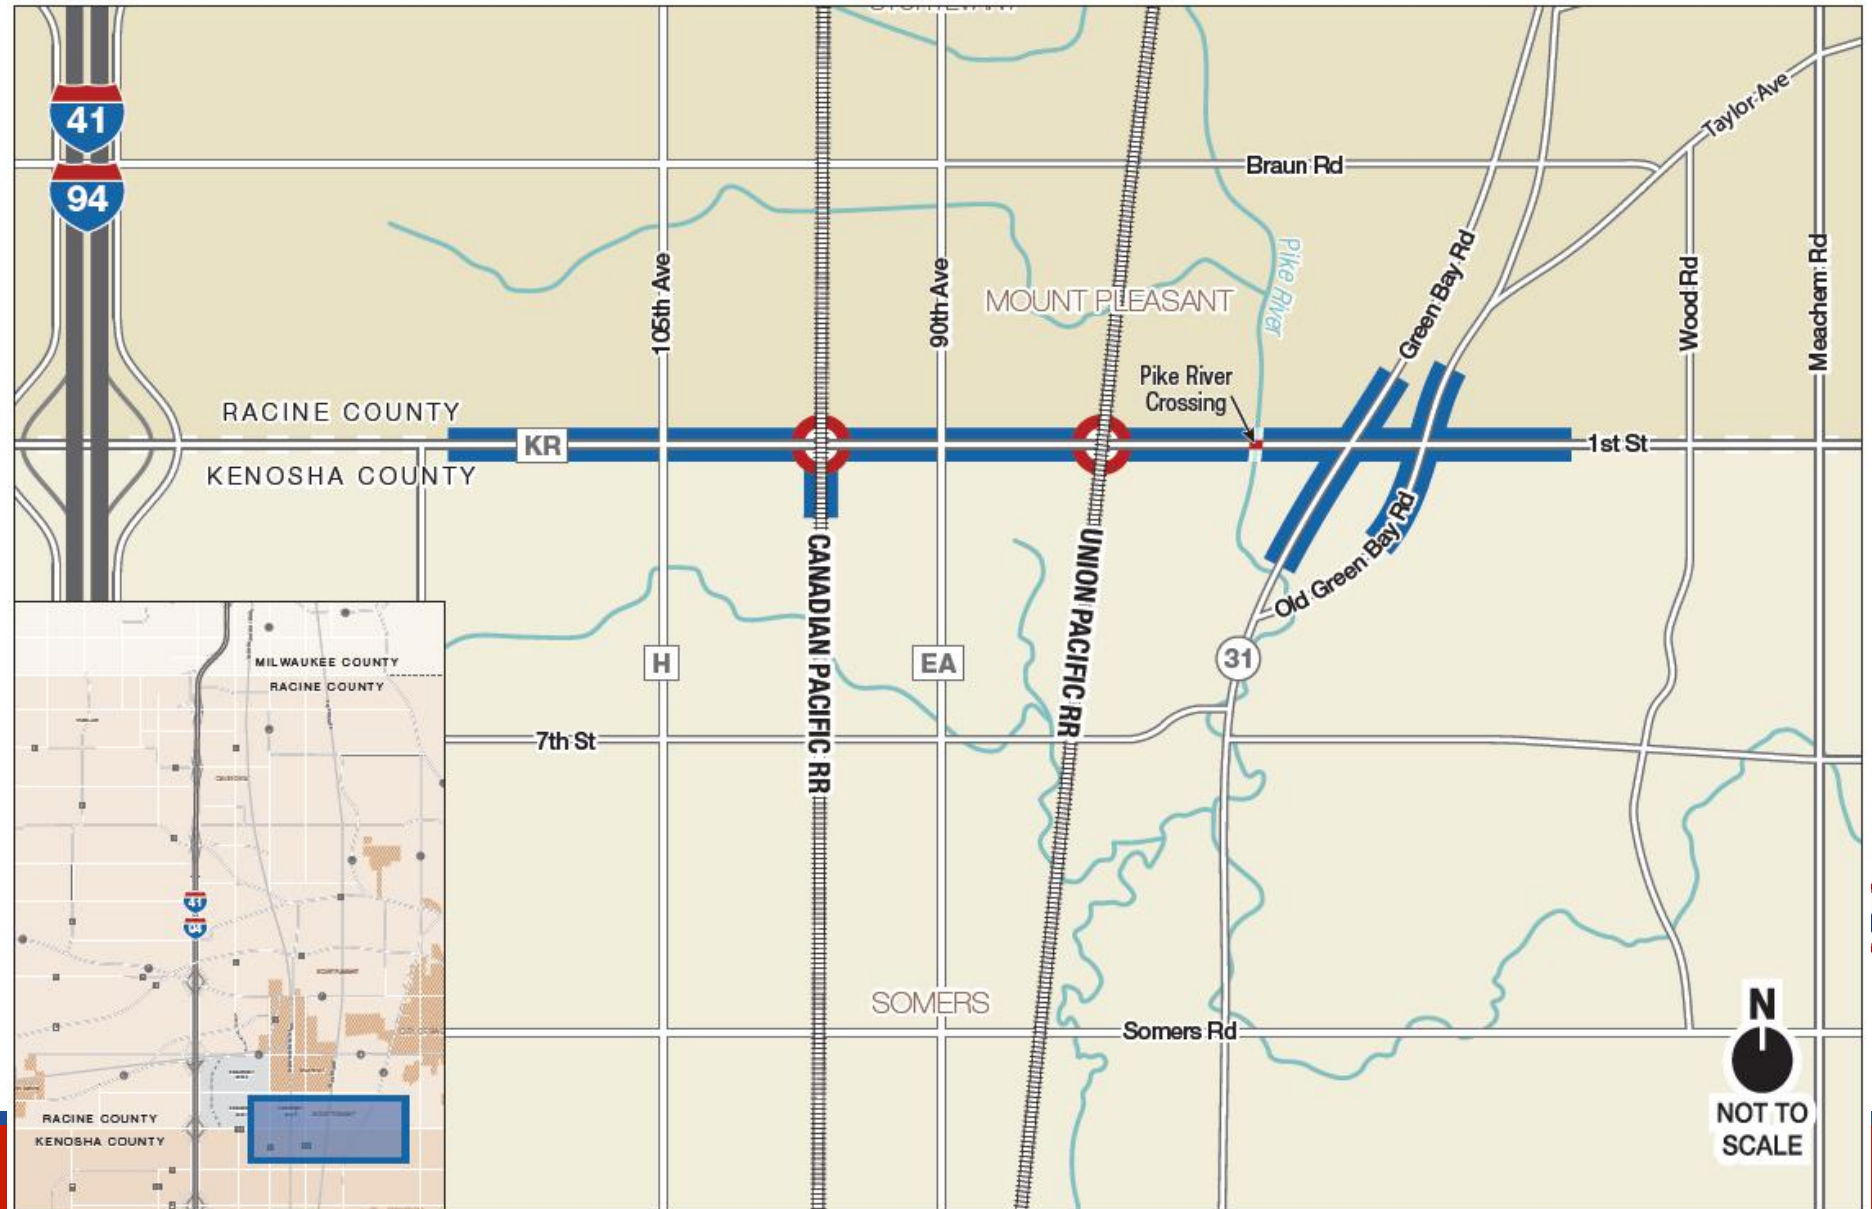 41
94
Braun Rd
Taylor Ave
105th Ave
90th Ave
MOUNT PLEASANT
Pike River
Green Bay Rd
Wood Rd
Meachem Rd
Pike River
Crossing
RACINE COUNTY
KR
1st St
KENOSHA COUNTY
CANADIAN PACIFIC RR
UNION PACIFIC RR
Old Green Bay Rd
H
EA
31
7th St
SOMERS
Somers Rd
N
NOT TO
SCALE
MILWAUKEE COUNTY
RACINE COUNTY
41
94
RACINE COUNTY
KENOSHA COUNTY